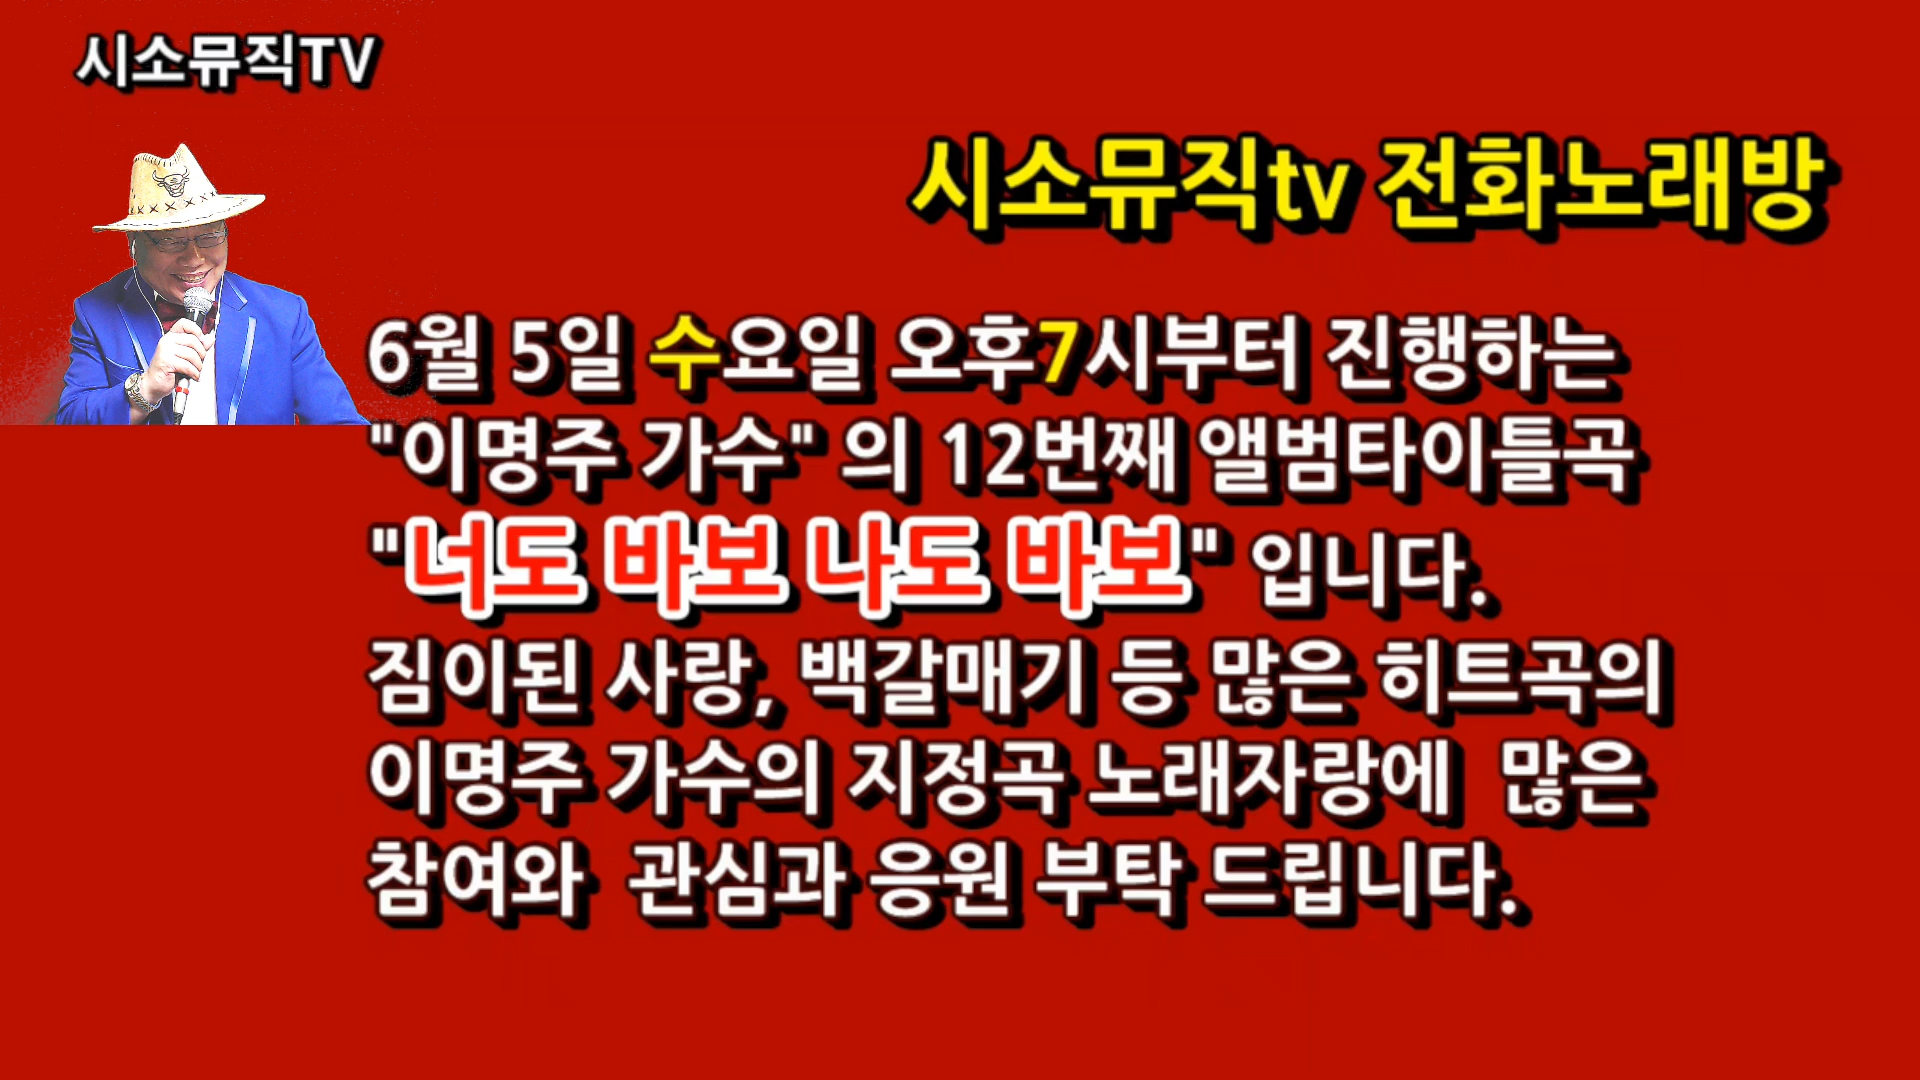 시소뮤직TV
시소뮤직tv 전화노래방
6월 5일 수요일 오후7시부터 진행하는
"이명주 가수" 의 12번째 앨범타이틀곡
"너도 바보 나도 바보" 입니다.
짐이된 사랑, 백갈매기 등 많은 히트곡의
이명주 가수의 지정곡 노래자랑에 많은
참여와 관심과 응원 부탁 드립니다.